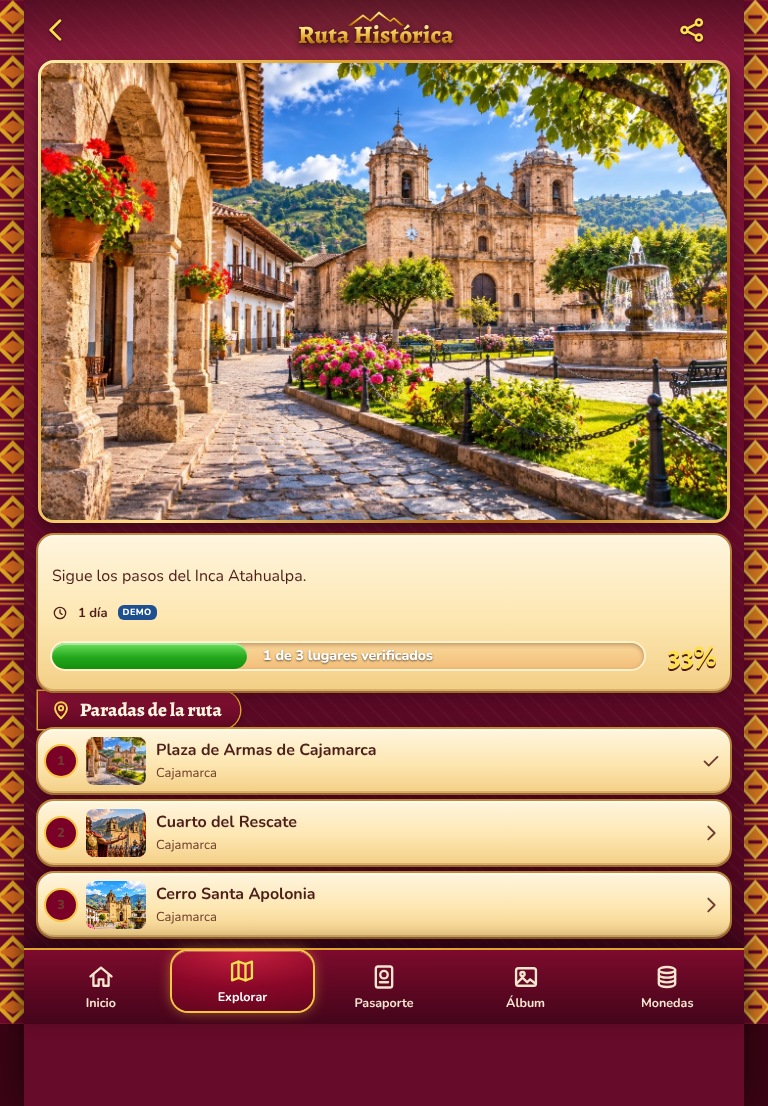 Ruta Histórica
Sigue los pasos del Inca Atahualpa.
1 día DEMO
1 de 3 lugares verificados 33%
Paradas de la ruta
1 Plaza de Armas de Cajamarca
Cajamarca
2 Cuarto del Rescate
Cajamarca
3 Cerro Santa Apolonia
Cajamarca
Inicio Explorar Pasaporte Álbum Monedas